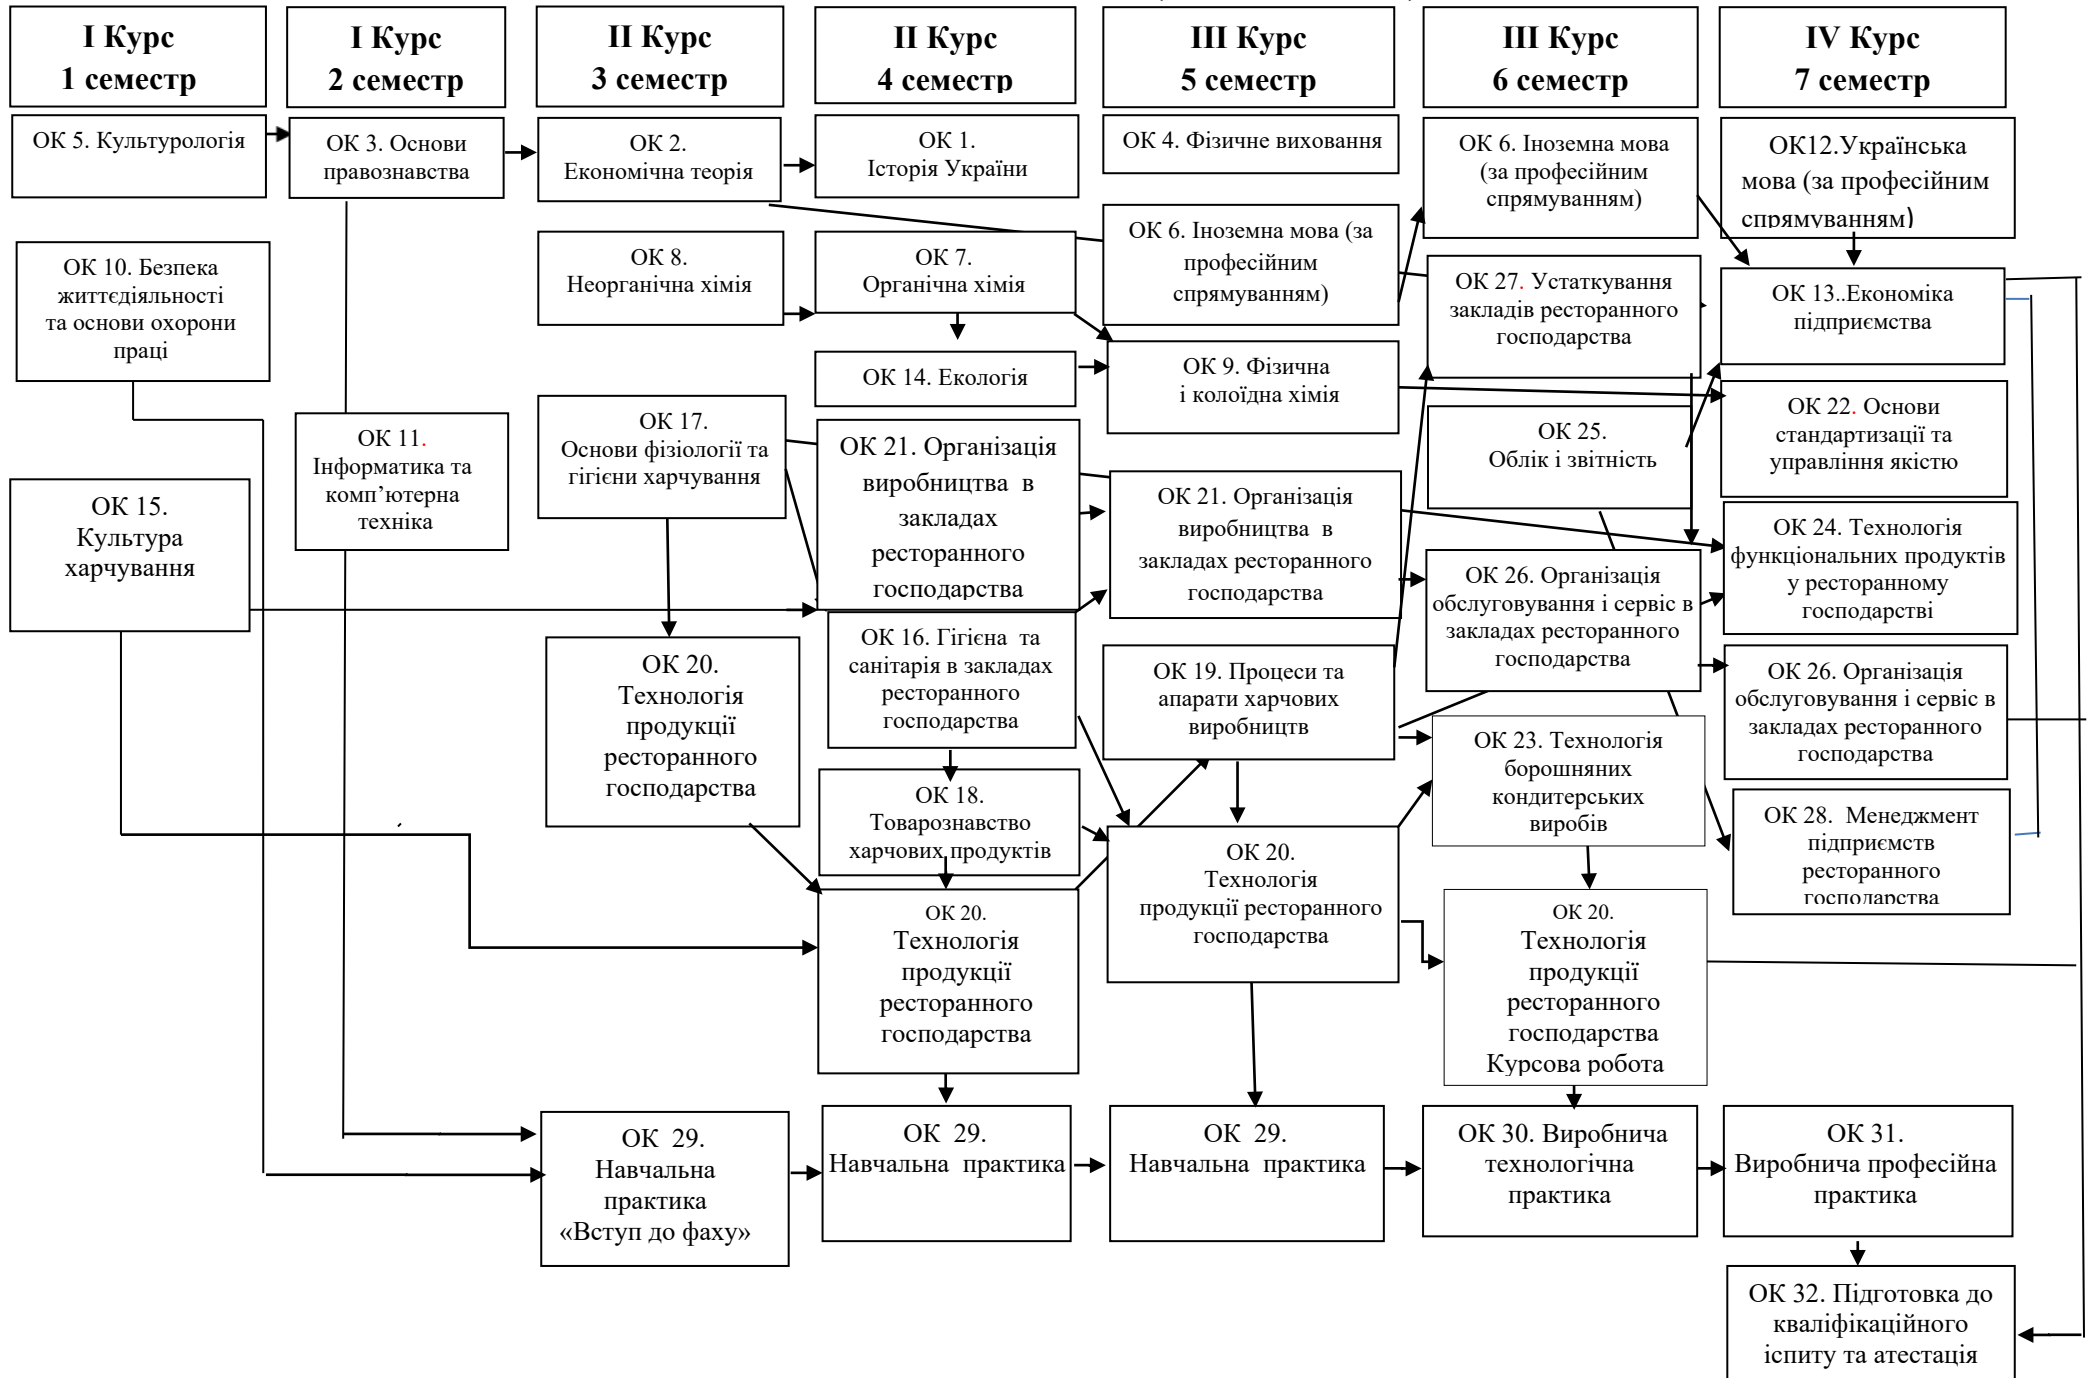 І Курс
1 семестр
І Курс
2 семестр
ІІ Курс
3 семестр
ІІ Курс
4 семестр
ІІІ Курс
5 семестр
ІІІ Курс
6 семестр
ІV Курс
7 семестр
ОК 5. Культурологія
ОК 10. Безпека
життєдіяльності
та основи охорони
праці
ОК 15.
Культура
харчування
ОК 3. Основи
правознавства
ОК 11.
Інформатика та
комп’ютерна
техніка
ОК 2.
Економічна теорія
ОК 8.
Неорганічна хімія
ОК 17.
Основи фізіології та
гігієни харчування
ОК 20.
Технологія
продукції
ресторанного
господарства
ОК 29.
Навчальна
практика
«Вступ до фаху»
ОК 1.
Історія України
ОК 7.
Органічна хімія
ОК 14. Екологія
ОК 21. Організація
виробництва в
закладах
ресторанного
господарства
ОК 16. Гігієна та
санітарія в закладах
ресторанного
господарства
ОК 18.
Товарознавство
харчових продуктів
ОК 20.
Технологія
продукції
ресторанного
господарства
ОК 29.
Навчальна практика
ОК 4. Фізичне виховання
ОК 6. Іноземна мова (за
професійним
спрямуванням)
ОК 9. Фізична
і колоїдна хімія
ОК 21. Організація
виробництва в
закладах ресторанного
господарства
ОК 19. Процеси та
апарати харчових
виробництв
ОК 20.
Технологія
продукції ресторанного
господарства
ОК 29.
Навчальна практика
ОК 6. Іноземна мова
(за професійним
спрямуванням)
ОК 27. Устаткування
закладів ресторанного
господарства
ОК 25.
Облік і звітність
ОК 26. Організація
обслуговування і сервіс в
закладах ресторанного
господарства
ОК 23. Технологія
борошняних
кондитерських
виробів
ОК 20.
Технологія
продукції
ресторанного
господарства
Курсова робота
ОК 30. Виробнича
технологічна
практика
ОК12.Українська
мова (за професійним
спрямуванням)
ОК 13..Економіка
підприємства
ОК 22. Основи
стандартизації та
управління якістю
ОК 24. Технологія
функціональних продуктів
у ресторанному
господарстві
ОК 26. Організація
обслуговування і сервіс в
закладах ресторанного
господарства
ОК 28. Менеджмент
підприємств
ресторанного
господарства
ОК 31.
Виробнича професійна
практика
ОК 32. Підготовка до
кваліфікаційного
іспиту та атестація